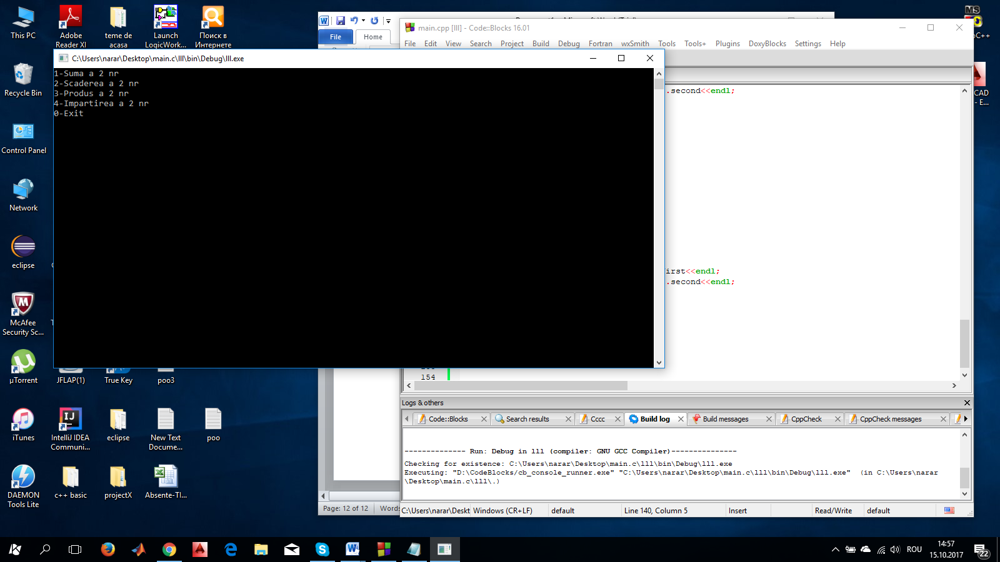 This PC
Adobe
Reader XI
teme de
acasa
Launch
LogicWork...
Поиск в
Интернете
Recycle Bin
Control Panel
Network
eclipse
McAfee
Security Sc...
µTorrent
JFLAP(1)
True Key
poo3
iTunes
IntelliJ IDEA
Communi...
eclipse
New Text
Docume...
poo
DAEMON
Tools Lite
c++ basic
projectX
Absente-TI...
File
Home
main.cpp [lll] - Code::Blocks 16.01
File Edit View Search Project Build Debug Fortran wxSmith Tools Tools+ Plugins DoxyBlocks Settings Help
C:\Users\narar\Desktop\main.c\lll\bin\Debug\lll.exe
1-Suma a 2 nr
2-Scaderea a 2 nr
3-Produs a 2 nr
4-Impartirea a 2 nr
0-Exit
.second<<endl;
irst<<endl;
.second<<endl;
154
Logs & others
Code::Blocks Search results Cccc Build log Build messages CppCheck CppCheck messages
-------------- Run: Debug in lll (compiler: GNU GCC Compiler)---------------
Checking for existence: C:\Users\narar\Desktop\main.c\lll\bin\Debug\lll.exe
Executing: "D:\CodeBlocks/cb_console_runner.exe" "C:\Users\narar\Desktop\main.c\lll\bin\Debug\lll.exe"  (in C:\Users\narar
\Desktop\main.c\lll\.)
C:\Users\narar\Deskt Windows (CR+LF) default Line 140, Column 5 Insert Read/Write default
Page: 12 of 12 Words
MS
C++
CAD
- E...
ROU
14:57
15.10.2017
22